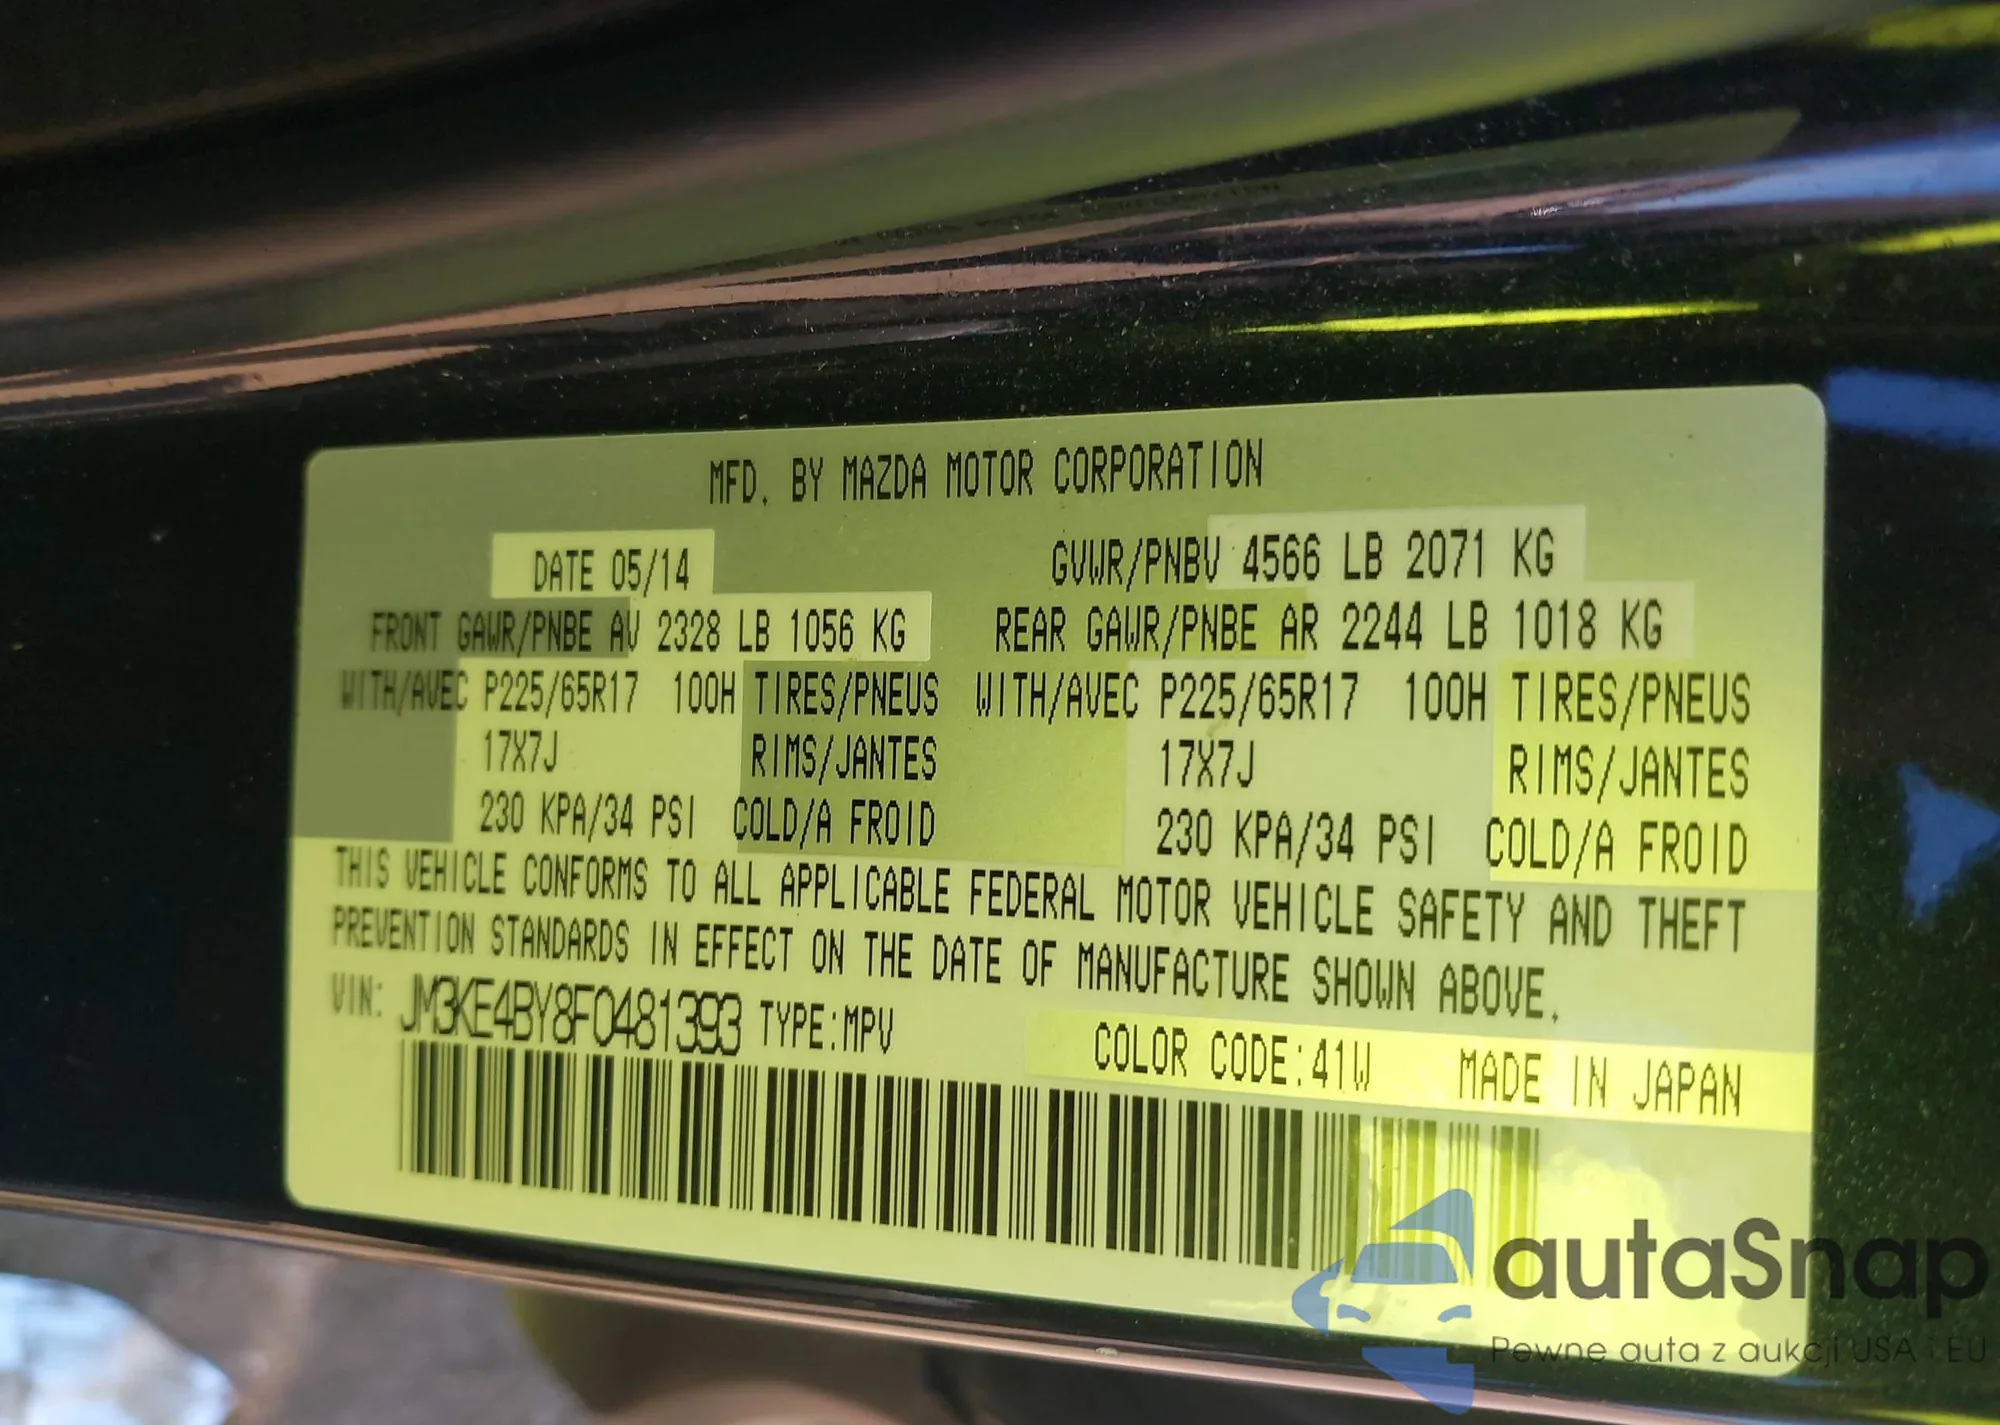 MFD. BY MAZDA MOTOR CORPORATION
DATE 05/14 GVWR/PNBV 4566 LB 2071 KG
FRONT GAWR/PNBE AV 2328 LB 1056 KG REAR GAWR/PNBE AR 2244 LB 1018 KG
WITH/AVEC P225/65R17 100H TIRES/PNEUS WITH/AVEC P225/65R17 100H TIRES/PNEUS
17X7J RIMS/JANTES 17X7J RIMS/JANTES
230 KPA/34 PSI COLD/A FROID 230 KPA/34 PSI COLD/A FROID
THIS VEHICLE CONFORMS TO ALL APPLICABLE FEDERAL MOTOR VEHICLE SAFETY AND THEFT
PREVENTION STANDARDS IN EFFECT ON THE DATE OF MANUFACTURE SHOWN ABOVE.
VIN: JM3KE4BY8F0481393 TYPE:MPV COLOR CODE:41W MADE IN JAPAN
autaSnap
Pewne auta z aukcji USA i EU